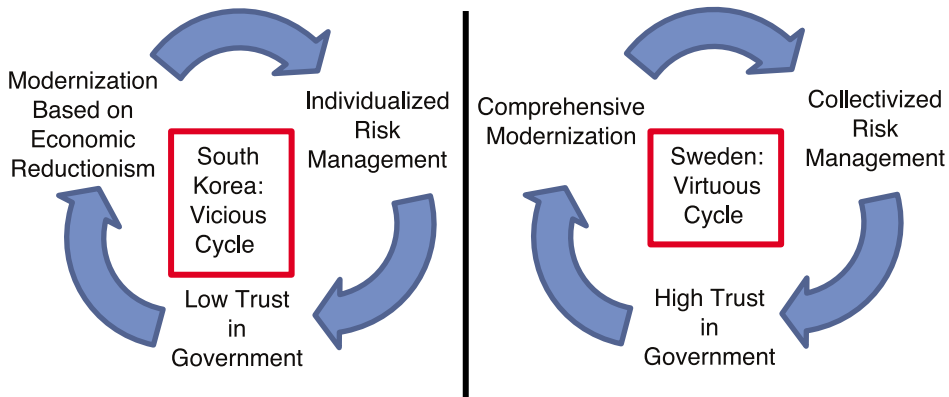 Modernization
Based on
Economic
Reductionism
Individualized
Risk
Management
South
Korea:
Vicious
Cycle
Low Trust
in
Government
Comprehensive
Modernization
Collectivized
Risk
Management
Sweden:
Virtuous
Cycle
High Trust
in
Government